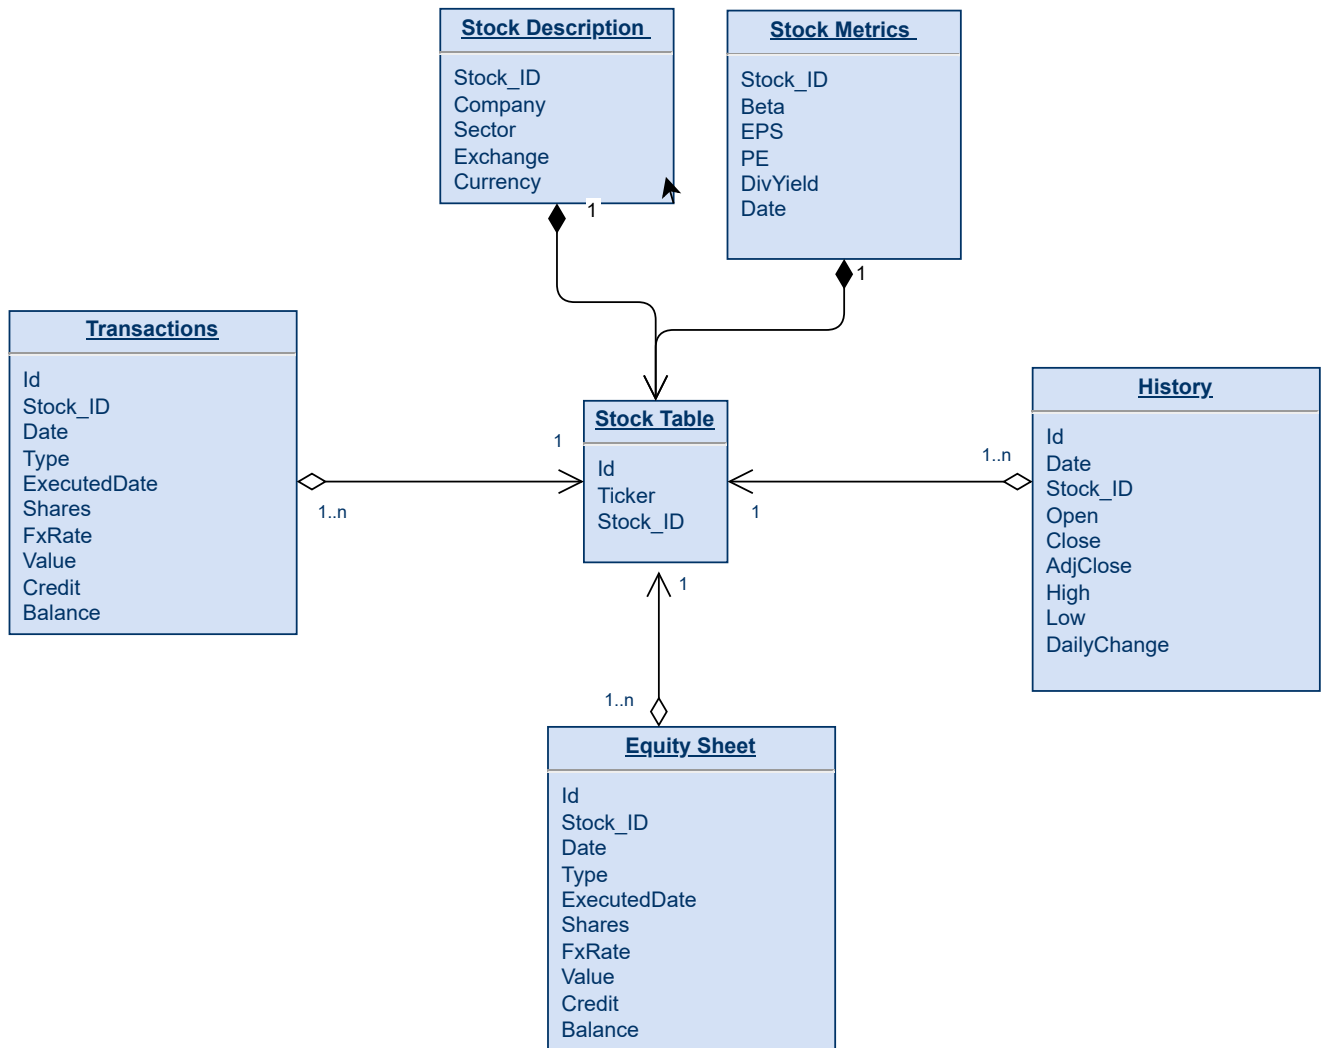 Stock Description
Stock_ID
Company
Sector
Exchange
Currency
1
Stock Metrics
Stock_ID
Beta
EPS
PE
DivYield
Date
1
Transactions
Id
Stock_ID
Date
Type
ExecutedDate
Shares
FxRate
Value
Credit
Balance
1
1..n
Stock Table
Id
Ticker
Stock_ID
1..n
1
History
Id
Date
Stock_ID
Open
Close
AdjClose
High
Low
DailyChange
1
1..n
Equity Sheet
Id
Stock_ID
Date
Type
ExecutedDate
Shares
FxRate
Value
Credit
Balance